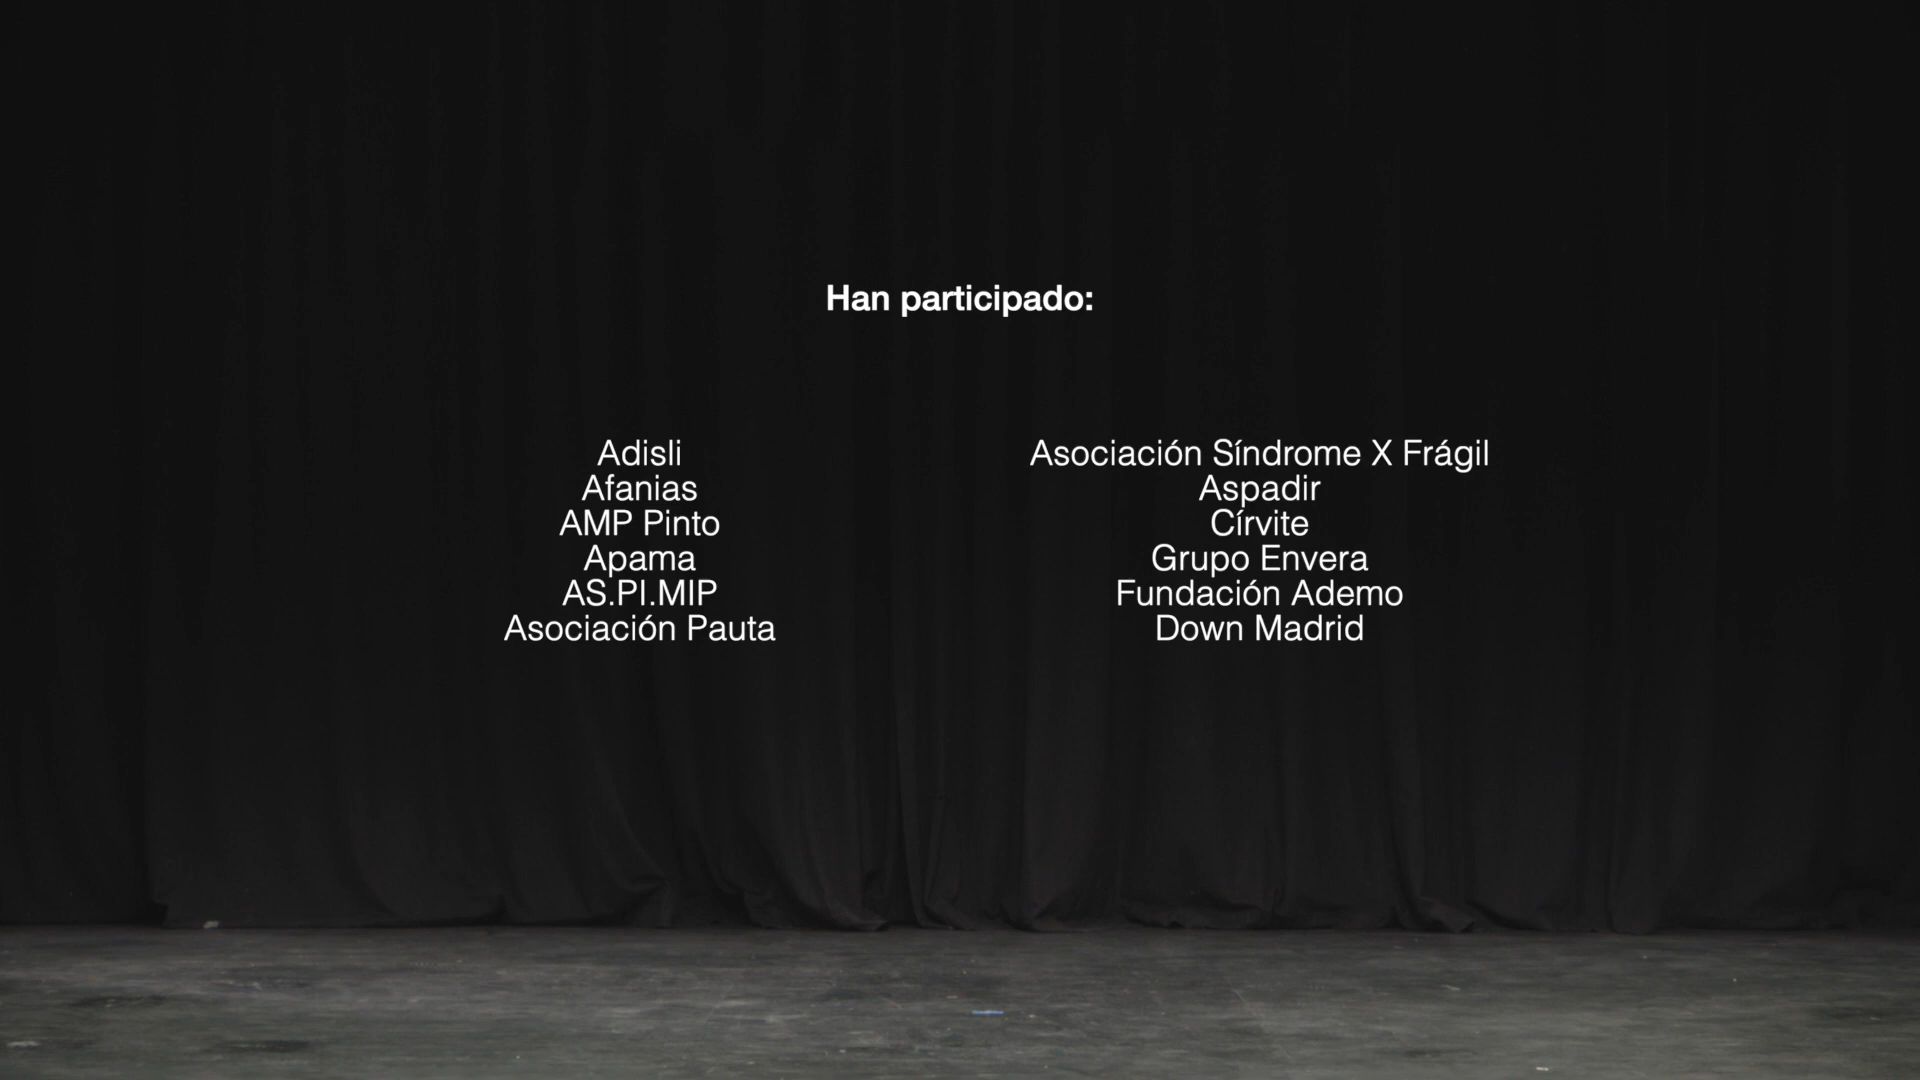 Han participado:
Adisli
Afanias
AMP Pinto
Apama
AS.PI.MIP
Asociación Pauta
Asociación Síndrome X Frágil
Aspadir
Círvite
Grupo Envera
Fundación Ademo
Down Madrid